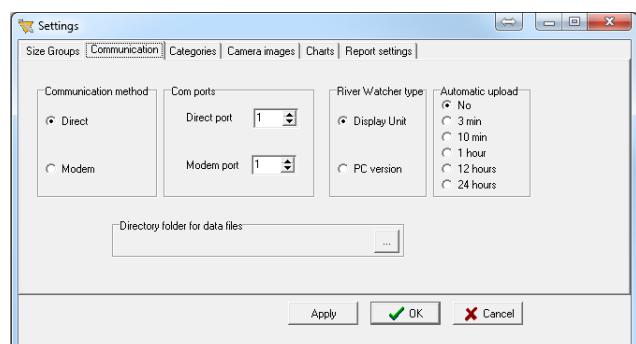 Settings
Size Groups Communication Categories Camera images Charts Report settings
Communication method Com ports River Watcher type Automatic upload
Direct Direct port 1 Display Unit No
3 min
10 min
Modem Modem port 1 PC version 1 hour
12 hours
24 hours
Directory folder for data files
...
Apply OK Cancel